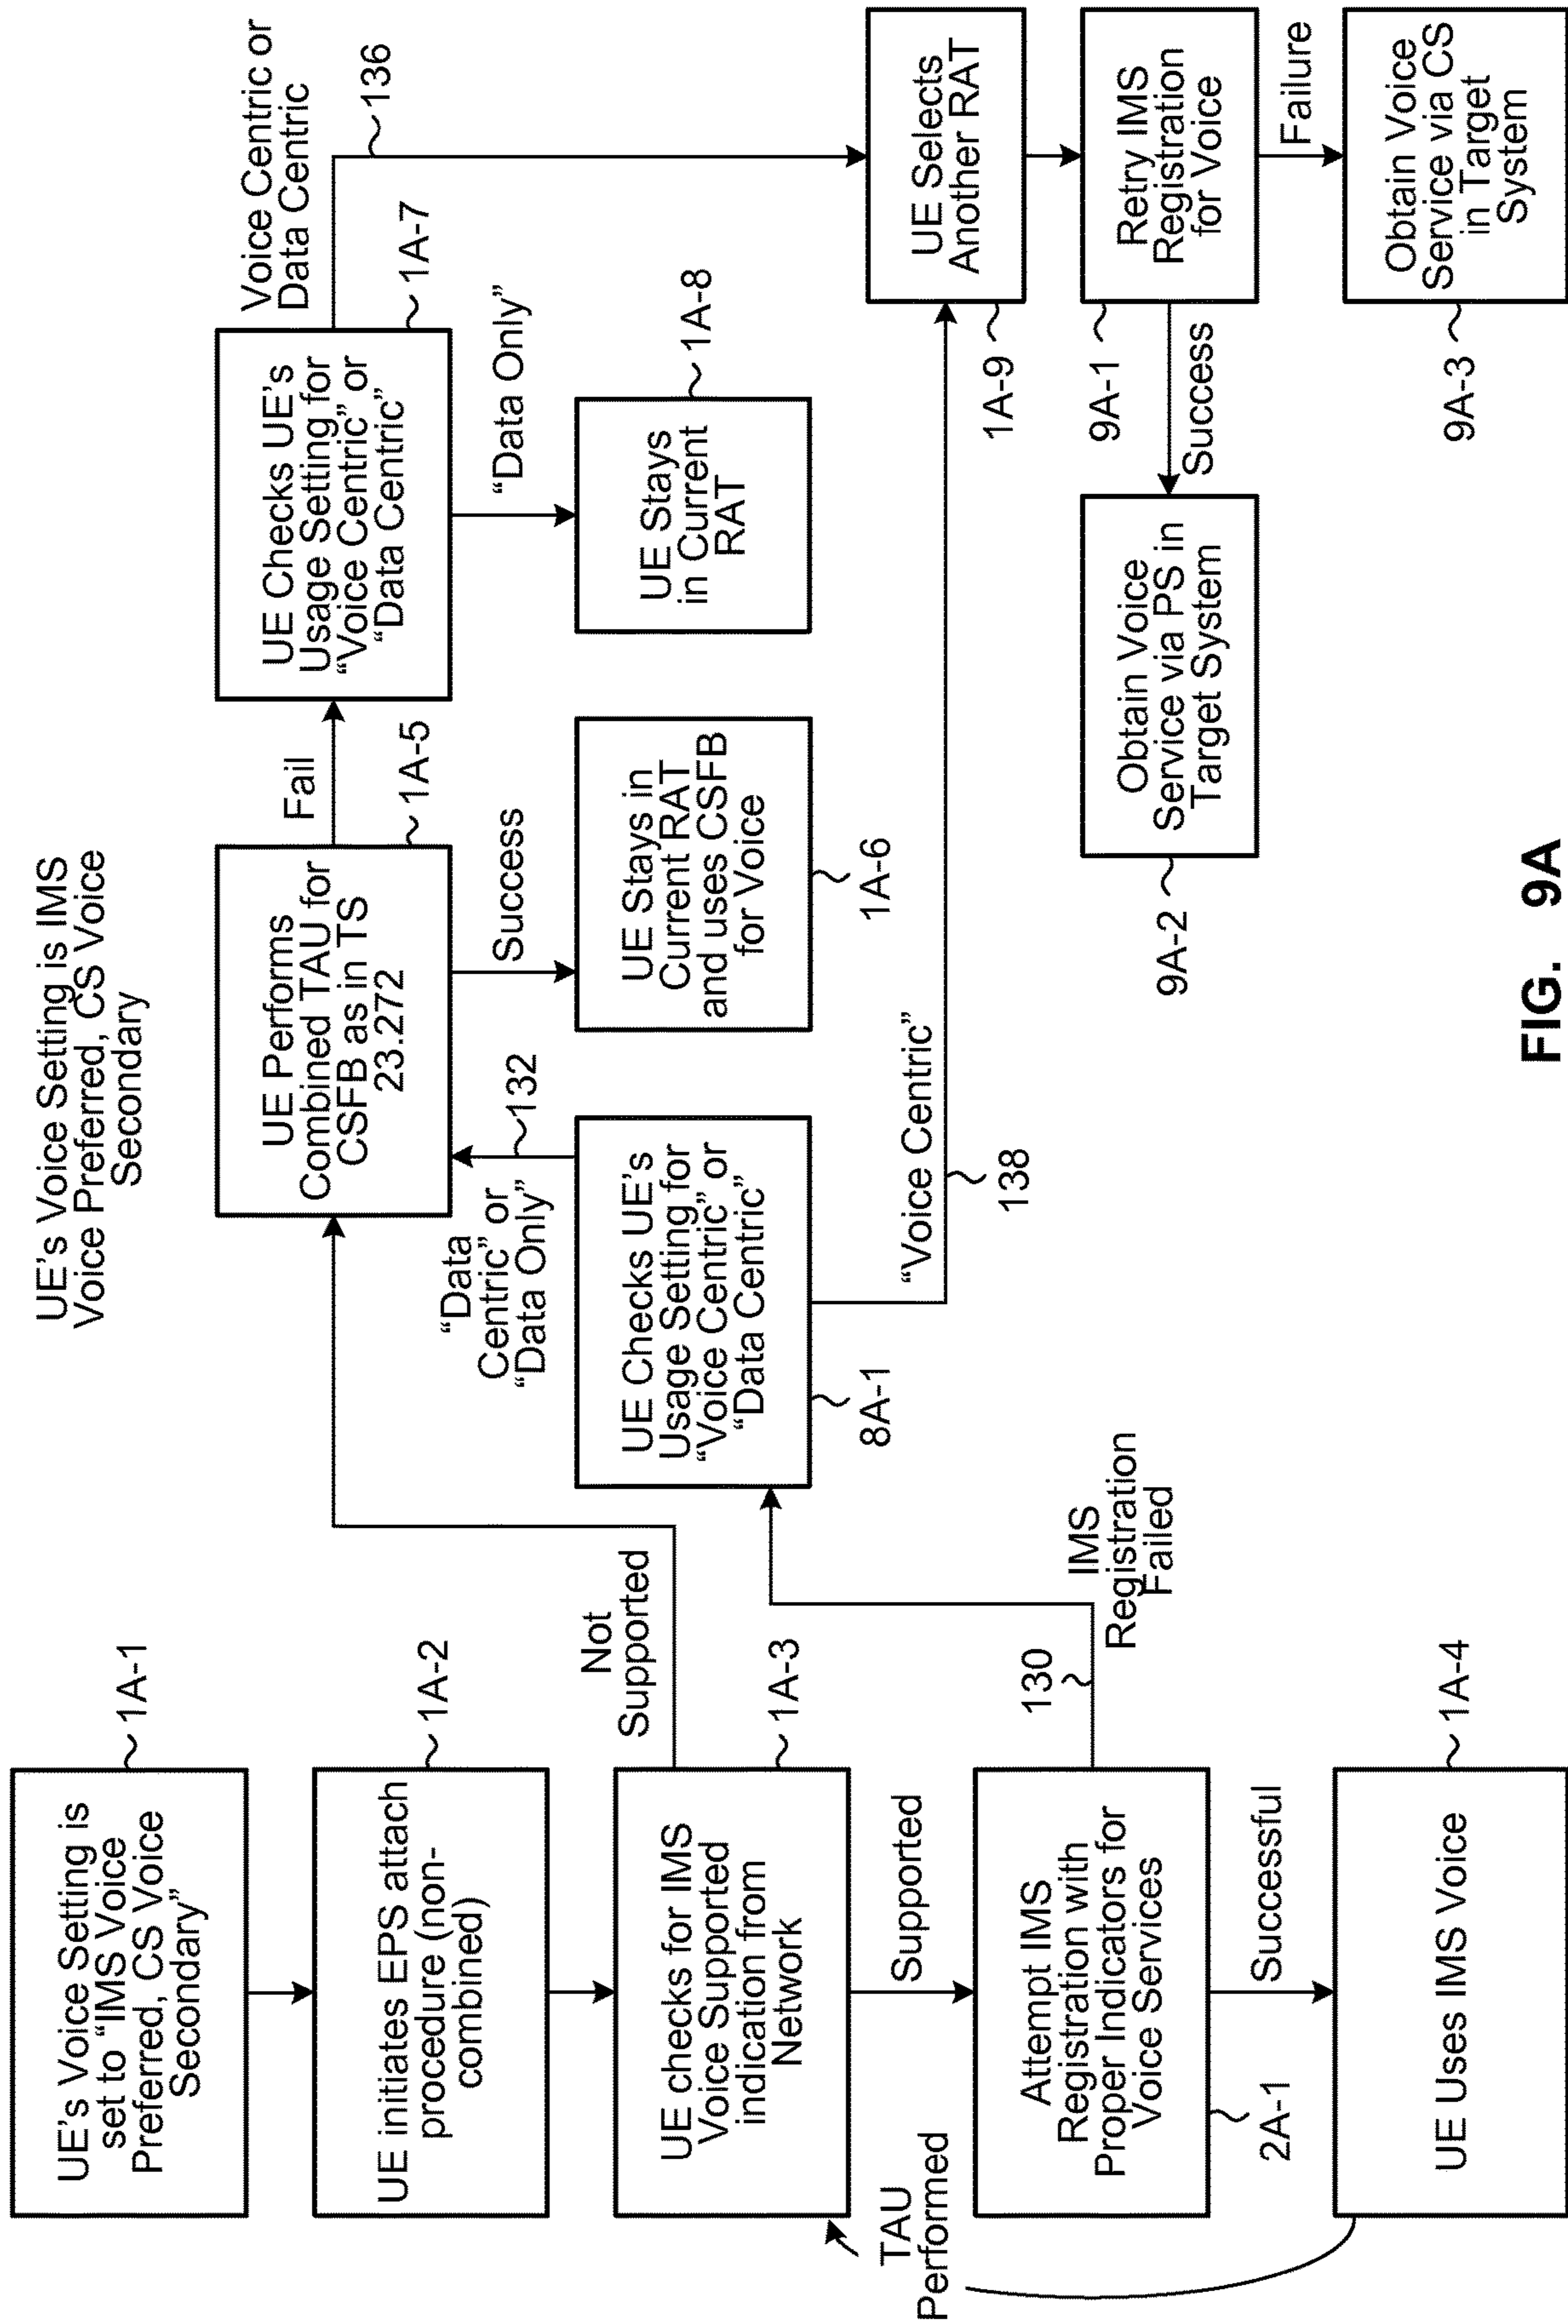 UE's Voice Setting is IMS
Voice Preferred, CS Voice
Secondary
UE's Voice Setting is
set to “IMS Voice
Preferred, CS Voice
Secondary”
1A-1
UE initiates EPS attach
procedure (non-
combined)
1A-2
UE checks for IMS
Voice Supported
indication from
Network
1A-3
Not
Supported
Supported
TAU
Performed
Attempt IMS
Registration with
Proper Indicators for
Voice Services
2A-1
130
IMS
Registration
Failed
Successful
UE Uses IMS Voice
1A-4
UE Checks UE's
Usage Setting for
“Voice Centric” or
“Data Centric”
8A-1
“Data
Centric” or
“Data Only”
132
“Voice Centric”
138
UE Performs
Combined TAU for
CSFB as in TS
23.272
1A-5
Fail
Success
UE Stays in
Current RAT
and uses CSFB
for Voice
1A-6
UE Checks UE's
Usage Setting for
“Voice Centric” or
“Data Centric”
1A-7
Voice Centric or
Data Centric
136
“Data Only”
UE Stays
in Current
RAT
1A-8
UE Selects
Another RAT
1A-9
Retry IMS
Registration
for Voice
9A-1
Success
Failure
Obtain Voice
Service via PS in
Target System
9A-2
Obtain Voice
Service via CS
in Target
System
9A-3
FIG. 9A